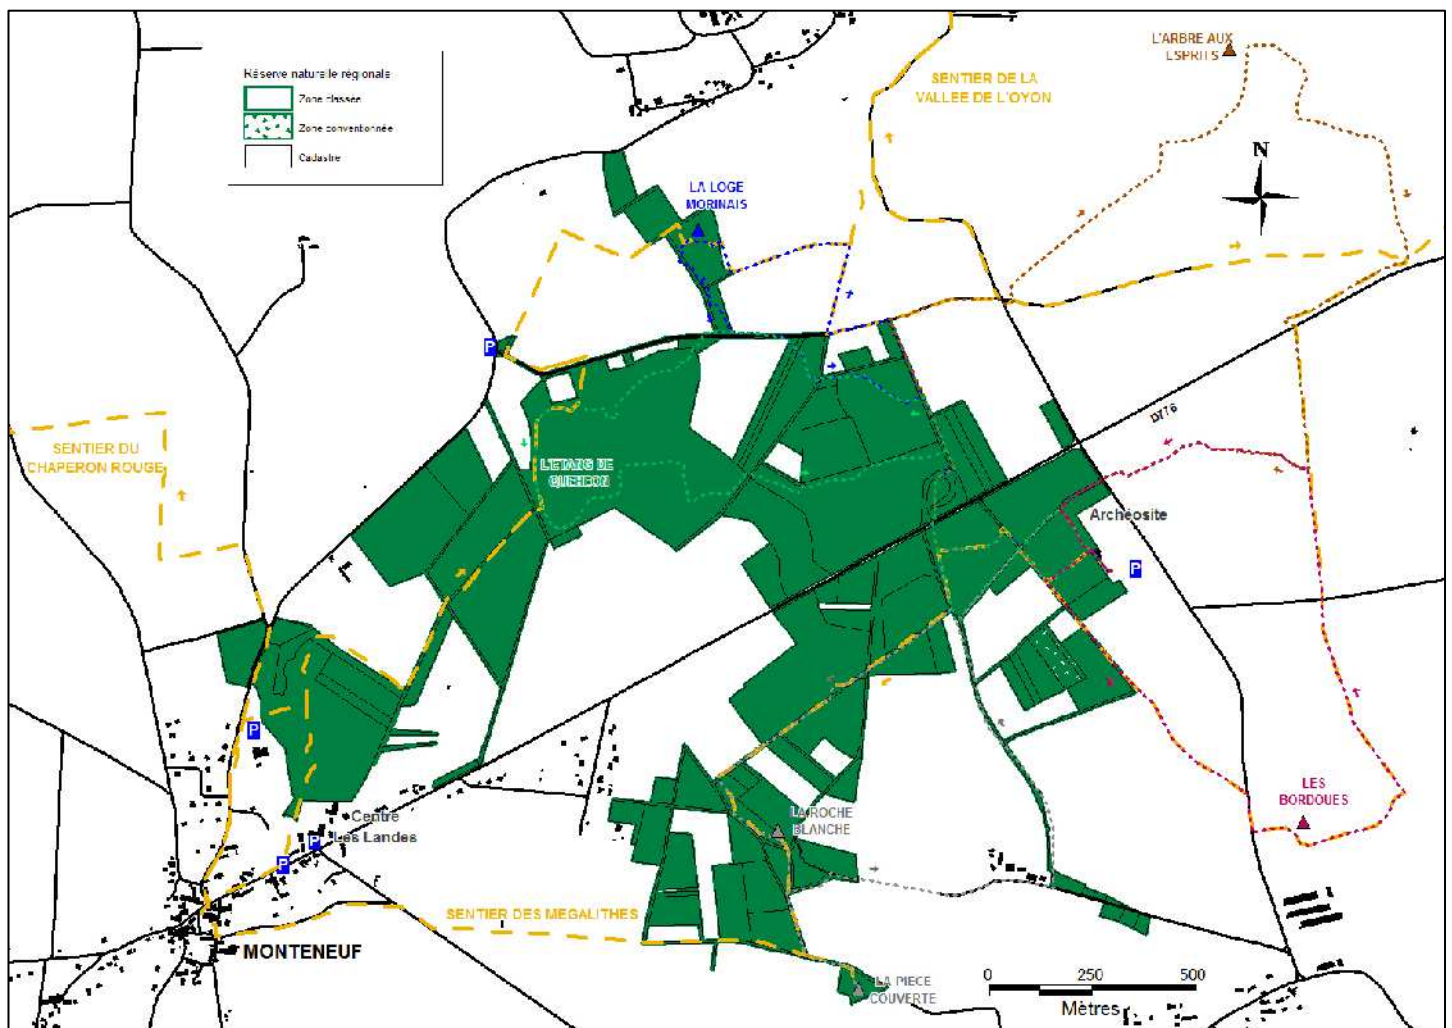 L'ARBRE AUX
ESPRITS
SENTIER DE LA
VALLEE DE L'OYON
Réserve naturelle régionale
Zone classée
Zone conventionnée
Cadastre
N
LA LOGE
MORINAIS
P
D776
SENTIER DU
CHAPERON ROUGE
L'ETANG DE
QUEHEON
Archéosite
P
P
LES
BORDOUES
LA ROCHE
BLANCHE
Centre
Les Landes
P
P
SENTIER DES MEGALITHES
MONTENEUF
LA PIECE
COUVERTE
0 250 500
Mètres